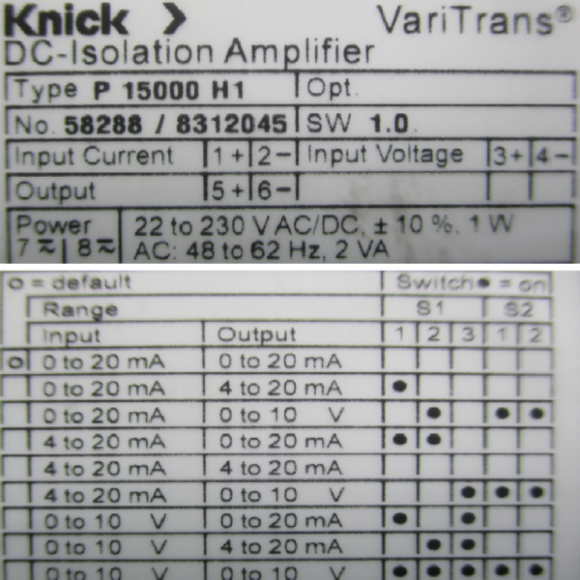 Knick >
VariTrans®
DC-Isolation Amplifier
Type P 15000 H1 Opt.
No. 58288 / 8312045 SW 1.0
Input Current 1 + 2 – Input Voltage 3 + 4 –
Output 5 + 6 –
Power 22 to 230 V AC/DC, ± 10 %, 1 W
7 ≂ 8 ≂ AC: 48 to 62 Hz, 2 VA
o = default Switch ● = on
Range S1 S2
Input Output 1 2 3 1 2
o 0 to 20 mA 0 to 20 mA
0 to 20 mA 4 to 20 mA ●
0 to 20 mA 0 to 10 V ● ● ●
4 to 20 mA 0 to 20 mA ● ●
4 to 20 mA 4 to 20 mA
4 to 20 mA 0 to 10 V ● ● ●
0 to 10 V 0 to 20 mA ● ●
0 to 10 V 4 to 20 mA ● ●
0 to 10 V 0 to 10 V ● ● ● ● ●